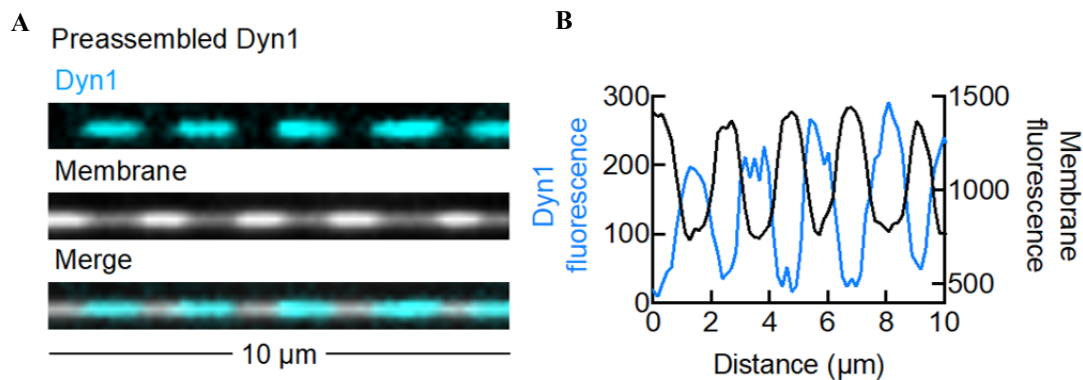 A
Preassembled Dyn1
Dyn1
Membrane
Merge
10 µm
B
300
200
100
0
Dyn1
fluorescence
1500
1000
500
Membrane
fluorescence
0 2 4 6 8 10
Distance (µm)